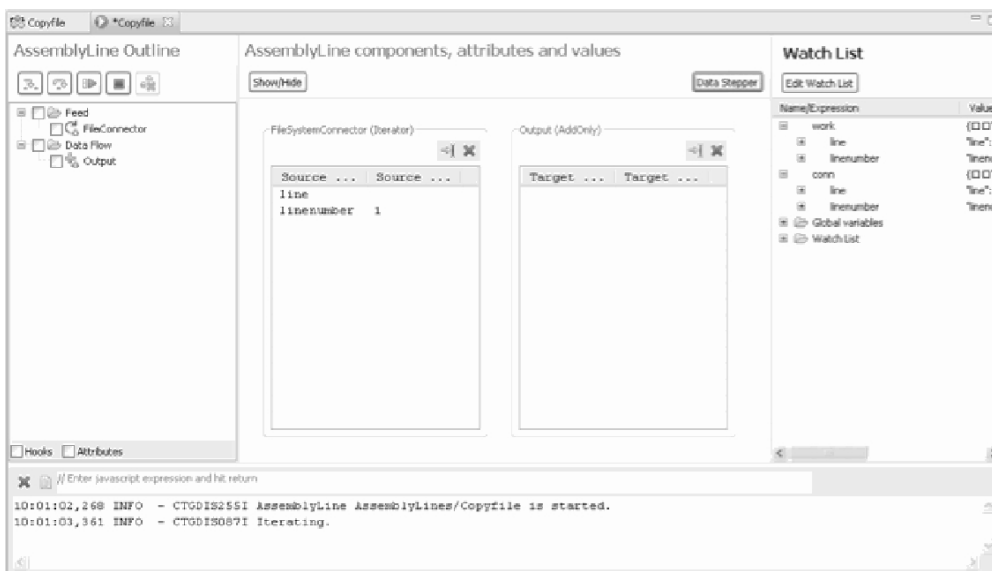 Copyfile
*Copyfile
AssemblyLine Outline
Feed
FileConnector
Data Flow
Output
Hooks
Attributes
AssemblyLine components, attributes and values
Show/Hide
Data Stepper
FileSystemConnector (Iterator)
Source ... Source ...
line
linenumber 1
Output (AddOnly)
Target ... Target ...
Watch List
Edit Watch List
Name/Expression Value
work
line "line":
linenumber
conn
line "line":
linenumber
Global variables
Watch List
// Enter javascript expression and hit return
10:01:02,268 INFO - CTGDIS255I AssemblyLine AssemblyLines/Copyfile is started.
10:01:03,361 INFO - CTGDIS087I Iterating.